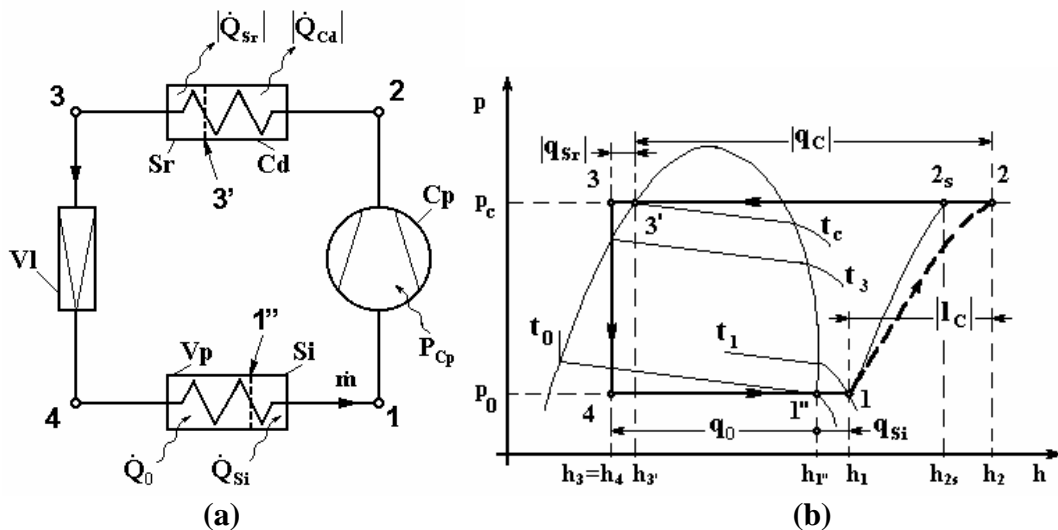 |Q̇Sr| |Q̇Cd|
3
2
Sr
Cd
3’
Cp
Vl
PCp
1”
Vp
Si
ṁ
4
1
Q̇0
Q̇Si
(a)
p
|qSr|
|qC|
3
2s
2
pc
3'
tc
t3
t0
t1
|lC|
p0
4
1"
1
q0
qSi
h3=h4
h3'
h1"
h1
h2s
h2
h
(b)